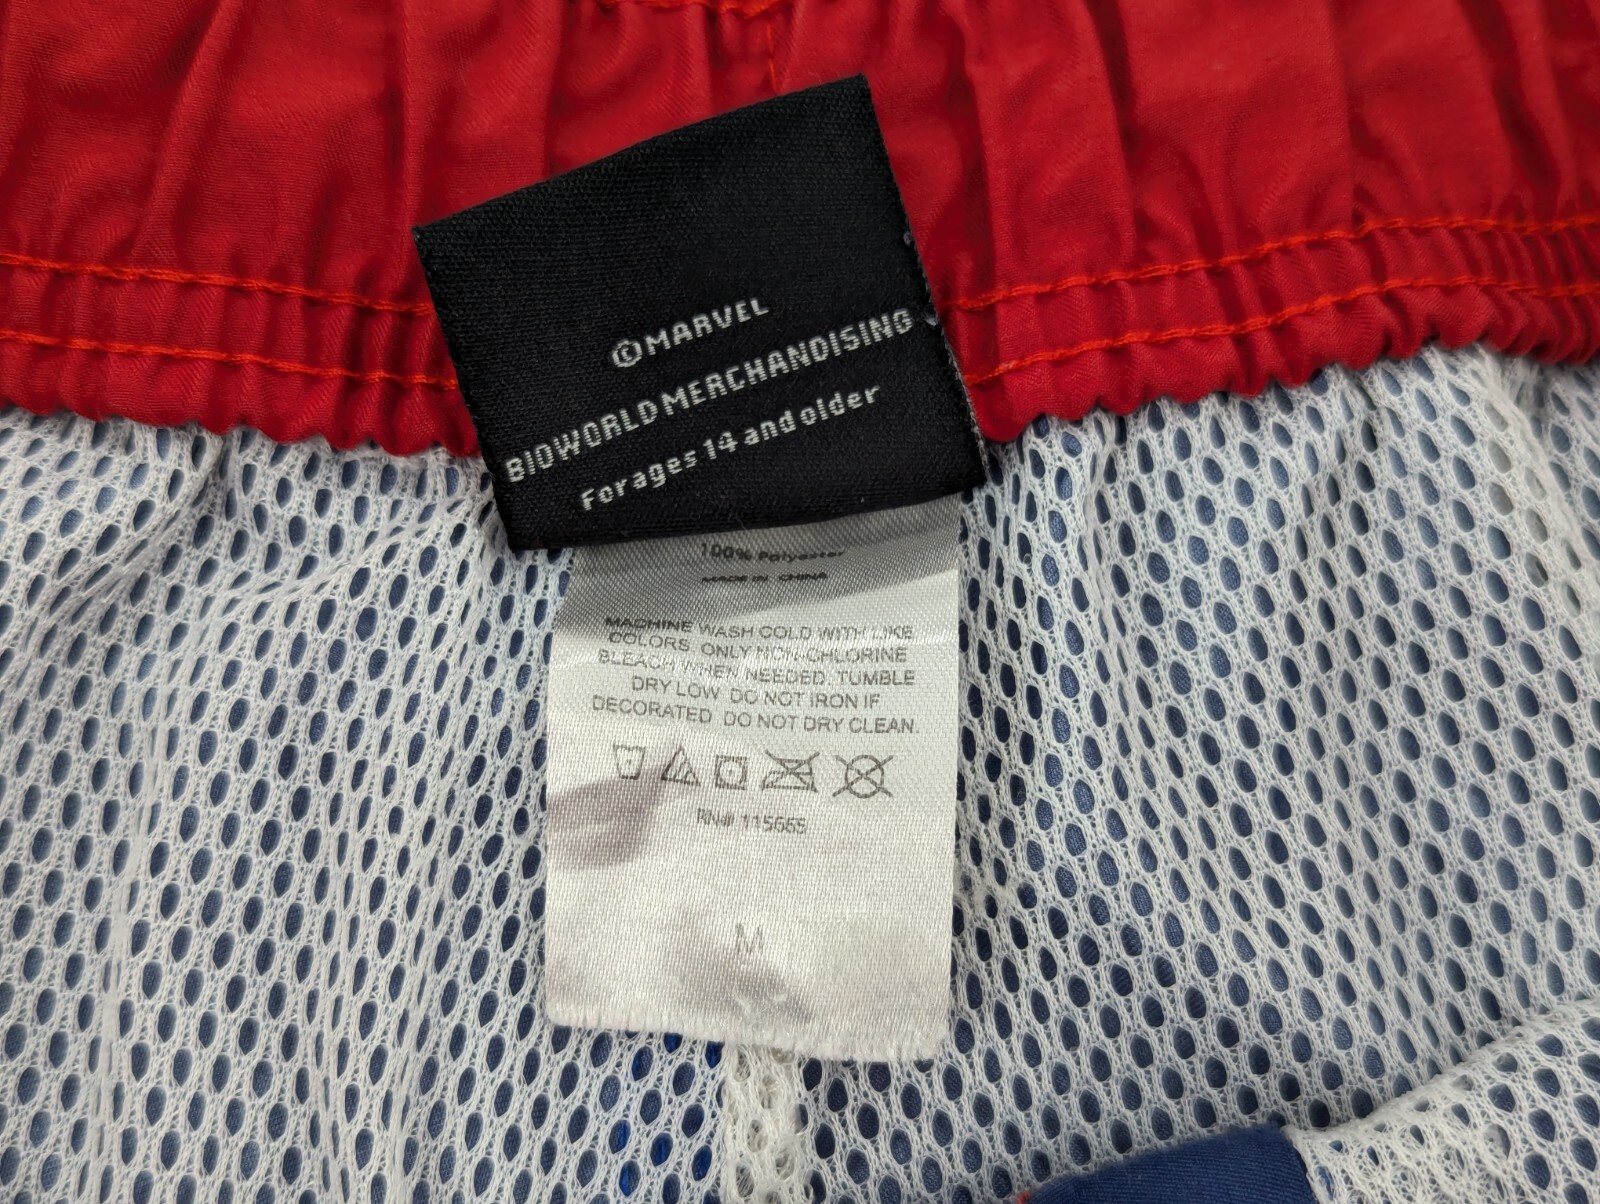 ©MARVEL
BIOWORLD MERCHANDISING
For ages 14 and older
100% Polyester
MADE IN CHINA
MACHINE WASH COLD WITH LIKE
COLORS ONLY NON-CHLORINE
BLEACH WHEN NEEDED. TUMBLE
DRY LOW DO NOT IRON IF
DECORATED DO NOT DRY CLEAN.
RN# 115665
M